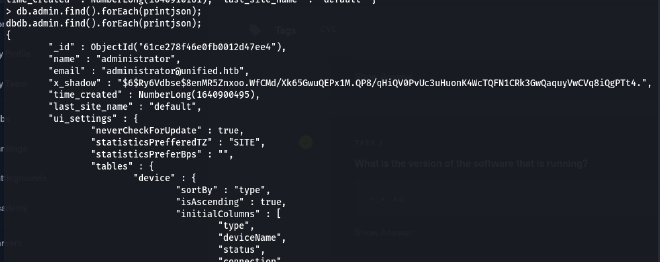 time_created" : NumberLong(1640901
last_site_name" : "default",
> db.admin.find().forEach(printjson);
dbdb.admin.find().forEach(printjson);
{
"_id" : ObjectId("61ce278f46e0fb0012d47ee4"),
"name" : "administrator",
"email" : "administrator@unified.htb",
"x_shadow" : "$6$Ry6Vdbse$8enMR5Znxoo.WfCMd/Xk65GwuQEPx1M.QP8/qHiQV0PvUc3uHuonK4WcTQFN1CRk3GwQaquyVwCVq8iQgPTt4.",
"time_created" : NumberLong(1640900495),
"last_site_name" : "default",
"ui_settings" : {
"neverCheckForUpdate" : true,
"statisticsPrefferedTZ" : "SITE",
"statisticsPreferBps" : "",
"tables" : {
"device" : {
"sortBy" : "type",
"isAscending" : true,
"initialColumns" : [
"type",
"deviceName",
"status",
"connection",
Tags
What is the version of the software that is running?